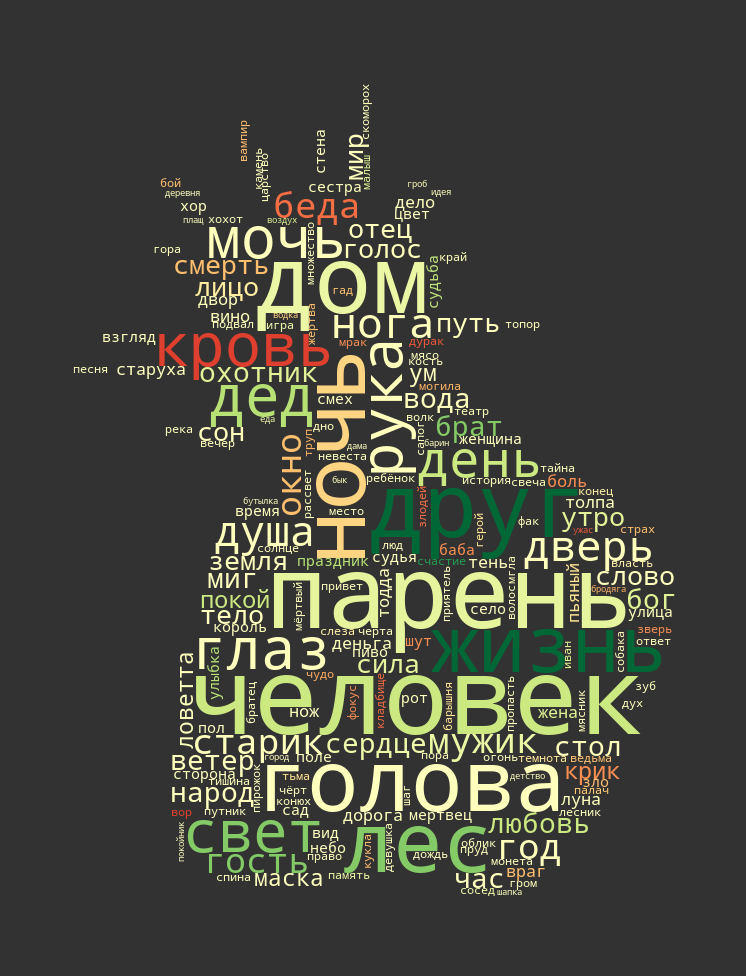 скоморох
вампир
стена
мир
камень
царство
малыш
бой
деревня
сестра
гроб
идея
хор
беда
дело
плащ
хохот
воздух
цвет
отец
мочь
множество
голос
гора
край
смерть
дом
судьба
лицо
гад
двор
вино
водка
жертва
подвал
игра
нога
путь
топор
взгляд
кровь
мрак
дурак
мясо
кость
песня
старуха
охотник
ночь
рука
ум
могила
дед
смех
вода
театр
еда
волк
река
сон
дно
сапог
брат
вечер
окно
труп
дама
барин
женщина
невеста
день
тайна
бык
ребёнок
история
свеча
боль
рассвет
конец
бутылка
время
место
друг
злодей
толпа
герой
фак
утро
душа
ужас
страх
солнце
люд
баба
дверь
земля
праздник
судья
счастие
тень
власть
миг
парень
слово
привет
тодда
приятель
мгла
волос
пьяный
бродяга
покой
мёртвый
село
бог
тело
улица
король
слеза
черта
шут
жизнь
зверь
глаз
деньга
ответ
пиво
иван
собака
сила
ловетта
улыбка
чудо
человек
зуб
братец
нож
фокус
кладбище
рот
барышня
пропасть
жена
мясник
дух
пол
старик
сердце
мужик
стол
ветер
город
поле
пора
огонь
темнота
ведьма
сторона
тишина
пирожок
тьма
голова
детство
крик
зло
народ
чёрт
шаг
палач
конюх
луна
вор
путник
сад
дорога
мертвец
лесник
свет
вид
лес
любовь
покойник
небо
кукла
девушка
облик
год
гость
право
дождь
пруд
монета
спина
маска
память
час
враг
гром
сосед
шапка